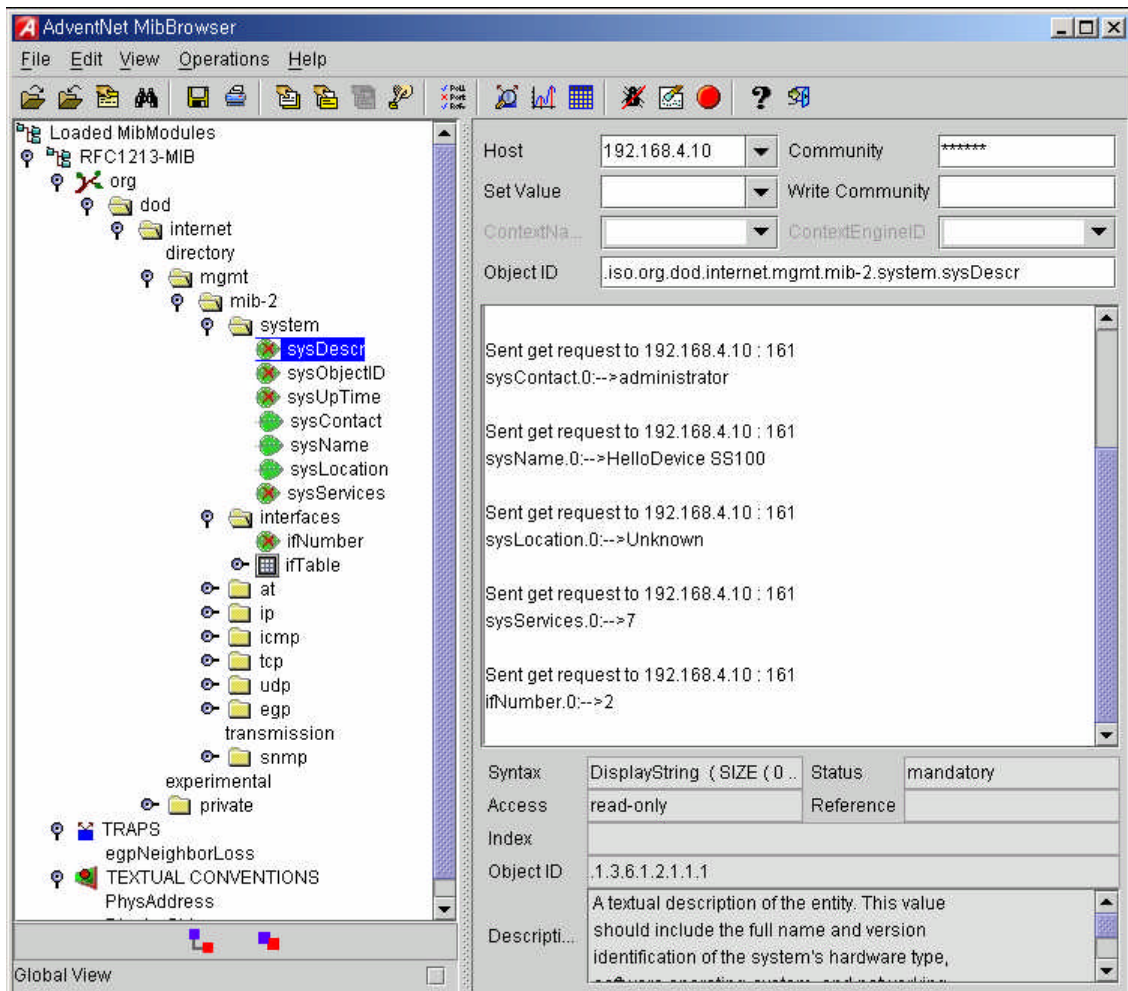 AdventNet MibBrowser
File Edit View Operations Help
Poll.
Port
Refr.
Loaded MibModules
RFC1213-MIB
org
dod
internet
directory
mgmt
mib-2
system
sysDescr
sysObjectID
sysUpTime
sysContact
sysName
sysLocation
sysServices
interfaces
ifNumber
ifTable
at
ip
icmp
tcp
udp
egp
transmission
snmp
experimental
private
TRAPS
egpNeighborLoss
TEXTUAL CONVENTIONS
PhysAddress
Global View
Host 192.168.4.10 Community ******
Set Value Write Community
ContextNa... ContextEngineID
Object ID .iso.org.dod.internet.mgmt.mib-2.system.sysDescr
Sent get request to 192.168.4.10 : 161
sysContact.0:-->administrator
Sent get request to 192.168.4.10 : 161
sysName.0:-->HelloDevice SS100
Sent get request to 192.168.4.10 : 161
sysLocation.0:-->Unknown
Sent get request to 192.168.4.10 : 161
sysServices.0:-->7
Sent get request to 192.168.4.10 : 161
ifNumber.0:-->2
Syntax DisplayString ( SIZE ( 0 .. Status mandatory
Access read-only Reference
Index
Object ID .1.3.6.1.2.1.1.1
Descripti... A textual description of the entity. This value
should include the full name and version
identification of the system's hardware type,